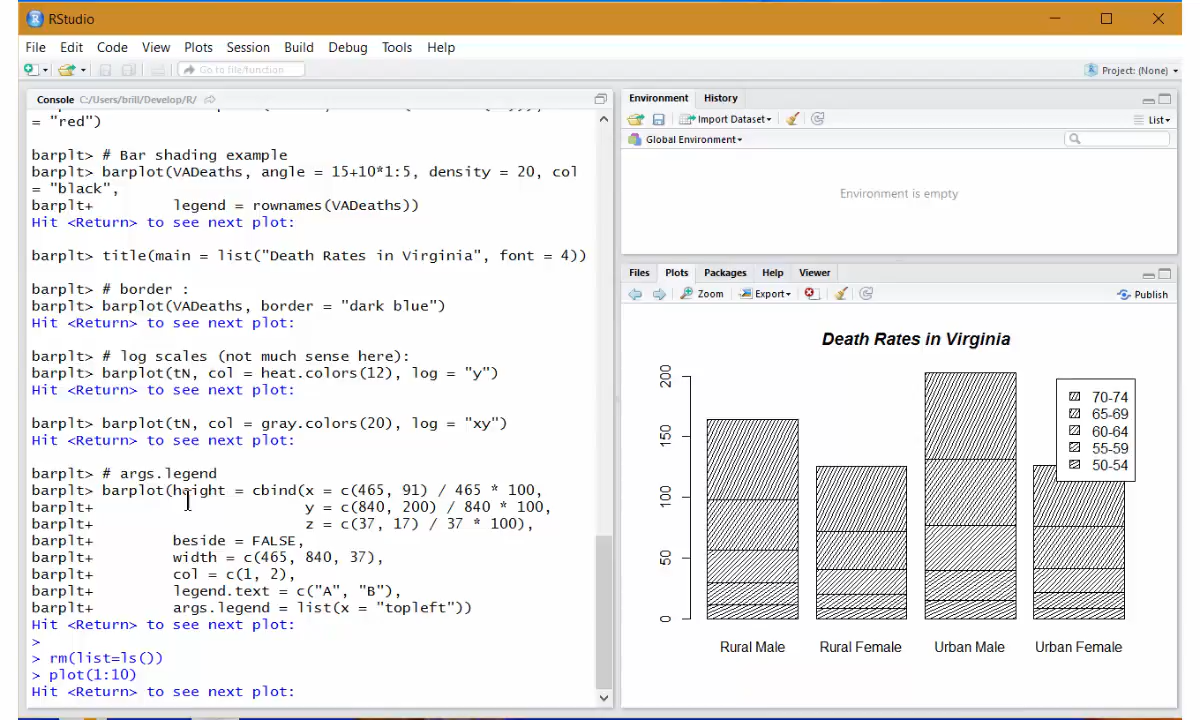 RStudio
File Edit Code View Plots Session Build Debug Tools Help
Go to file/function
Project: (None)
Console C:/Users/brill/Develop/R/
= "red")
barplt> # Bar shading example
barplt> barplot(VADeaths, angle = 15+10*1:5, density = 20, col
= "black",
barplt+ legend = rownames(VADeaths))
Hit <Return> to see next plot:
barplt> title(main = list("Death Rates in Virginia", font = 4))
barplt> # border :
barplt> barplot(VADeaths, border = "dark blue")
Hit <Return> to see next plot:
barplt> # log scales (not much sense here):
barplt> barplot(tN, col = heat.colors(12), log = "y")
Hit <Return> to see next plot:
barplt> barplot(tN, col = gray.colors(20), log = "xy")
Hit <Return> to see next plot:
barplt> # args.legend
barplt> barplot(height = cbind(x = c(465, 91) / 465 * 100,
barplt+ y = c(840, 200) / 840 * 100,
barplt+ z = c(37, 17) / 37 * 100),
barplt+ beside = FALSE,
barplt+ width = c(465, 840, 37),
barplt+ col = c(1, 2),
barplt+ legend.text = c("A", "B"),
barplt+ args.legend = list(x = "topleft"))
Hit <Return> to see next plot:
>
> rm(list=ls())
> plot(1:10)
Hit <Return> to see next plot:
Environment History
Import Dataset List
Global Environment
Environment is empty
Files Plots Packages Help Viewer
Zoom Export Publish
Death Rates in Virginia
200
150
100
50
0
70-74
65-69
60-64
55-59
50-54
Rural Male Rural Female Urban Male Urban Female